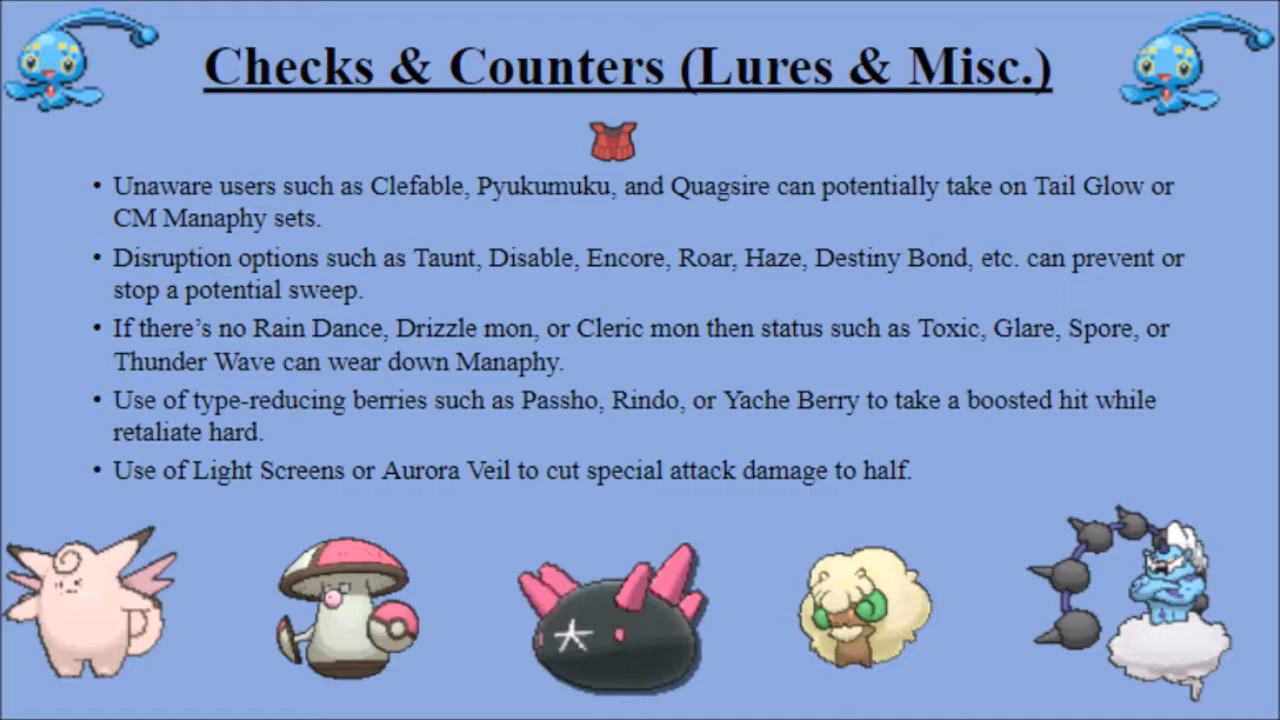 Checks & Counters (Lures & Misc.)
• Unaware users such as Clefable, Pyukumuku, and Quagsire can potentially take on Tail Glow or
CM Manaphy sets.
• Disruption options such as Taunt, Disable, Encore, Roar, Haze, Destiny Bond, etc. can prevent or
stop a potential sweep.
• If there’s no Rain Dance, Drizzle mon, or Cleric mon then status such as Toxic, Glare, Spore, or
Thunder Wave can wear down Manaphy.
• Use of type-reducing berries such as Passho, Rindo, or Yache Berry to take a boosted hit while
retaliate hard.
• Use of Light Screens or Aurora Veil to cut special attack damage to half.